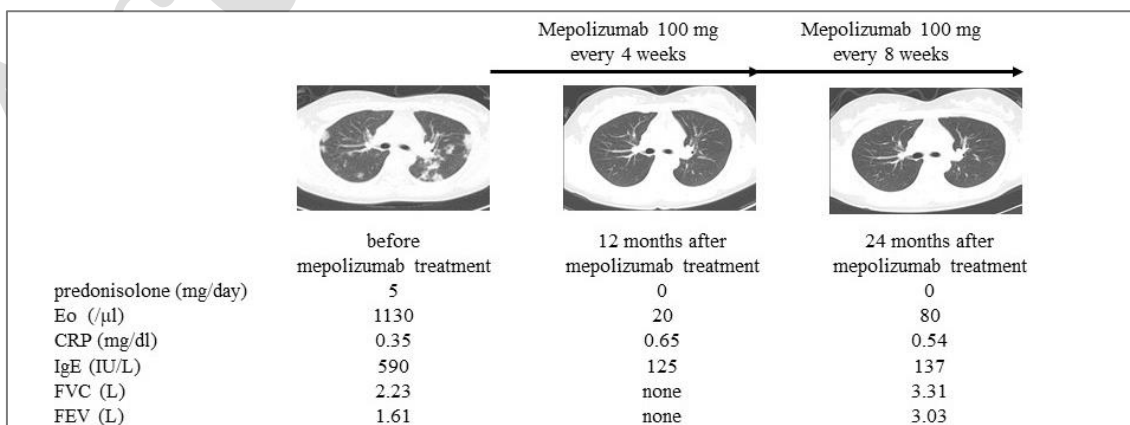 Mepolizumab 100 mg Mepolizumab 100 mg
every 4 weeks every 8 weeks
before 12 months after 24 months after
mepolizumab treatment mepolizumab treatment mepolizumab treatment
predonisolone (mg/day) 5 0 0
Eo (/μl) 1130 20 80
CRP (mg/dl) 0.35 0.65 0.54
IgE (IU/L) 590 125 137
FVC (L) 2.23 none 3.31
FEV (L) 1.61 none 3.03